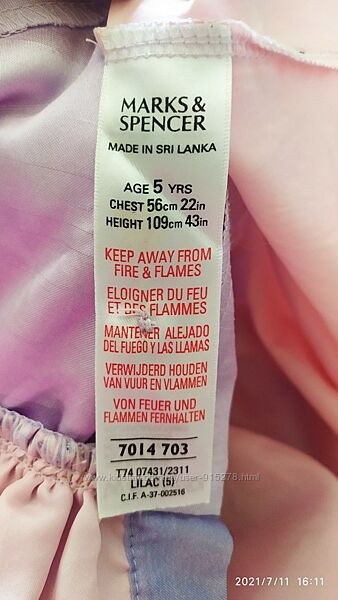 MARKS &
SPENCER
MADE IN SRI LANKA
AGE 5 YRS
CHEST 56cm 22in
HEIGHT 109cm 43in
KEEP AWAY FROM
FIRE & FLAMES
ELOIGNER DU FEU
ET DES FLAMMES
MANTENER ALEJADO
DEL FUEGO Y LAS LLAMAS
VERWIJDERD HOUDEN
VAN VUUR EN VLAMMEN
VON FEUER UND
FLAMMEN FERNHALTEN
7014 703
T74 07431/2311
LILAC (5)
C.I.F. A-37-002516
2021/7/11 16:11